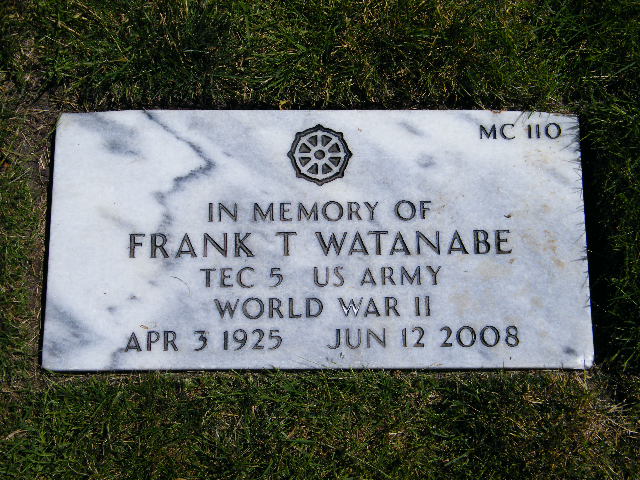 MC 110
IN MEMORY OF
FRANK T WATANABE
TEC 5 US ARMY
WORLD WAR II
APR 3 1925 JUN 12 2008